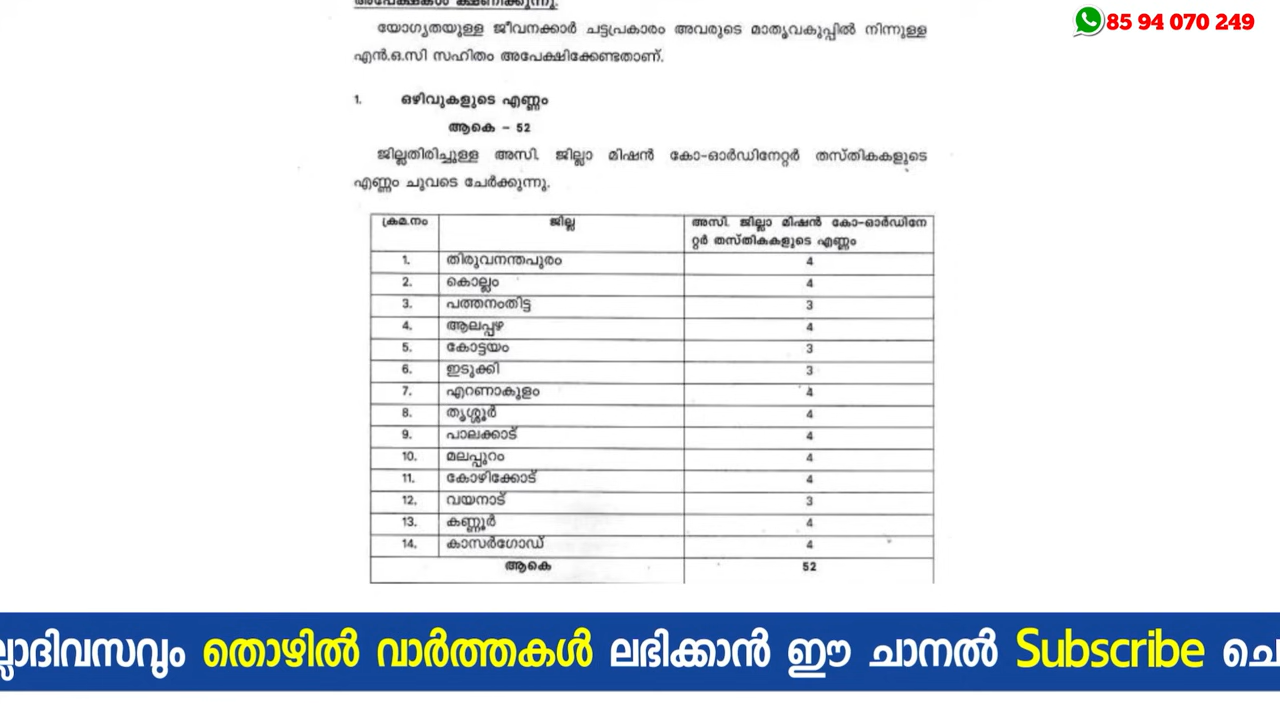 അപേക്ഷകൾ ക്ഷണിക്കുന്നു.
85 94 070 249
യോഗ്യതയുള്ള ജീവനക്കാർ ചട്ടപ്രകാരം അവരുടെ മാതൃവകുപ്പിൽ നിന്നുള്ള
എൻ.ഒ.സി സഹിതം അപേക്ഷിക്കേണ്ടതാണ്.
1. ഒഴിവുകളുടെ എണ്ണം
ആകെ - 52
ജില്ലതിരിച്ചുള്ള അസി. ജില്ലാ മിഷൻ കോ-ഓർഡിനേറ്റർ തസ്തികകളുടെ
എണ്ണം ചുവടെ ചേർക്കുന്നു.
ക്രമ.നം ജില്ല അസി. ജില്ലാ മിഷൻ കോ-ഓർഡിനേ
റ്റർ തസ്തികകളുടെ എണ്ണം
1. തിരുവനന്തപുരം 4
2. കൊല്ലം 4
3. പത്തനംതിട്ട 3
4. ആലപ്പുഴ 4
5. കോട്ടയം 3
6. ഇടുക്കി 3
7. എറണാകുളം 4
8. തൃശ്ശൂർ 4
9. പാലക്കാട് 4
10. മലപ്പുറം 4
11. കോഴിക്കോട് 4
12. വയനാട് 3
13. കണ്ണൂർ 4
14. കാസർഗോഡ് 4
ആകെ 52
ല്ലാദിവസവും തൊഴിൽ വാർത്തകൾ ലഭിക്കാൻ ഈ ചാനൽ Subscribe ചെ